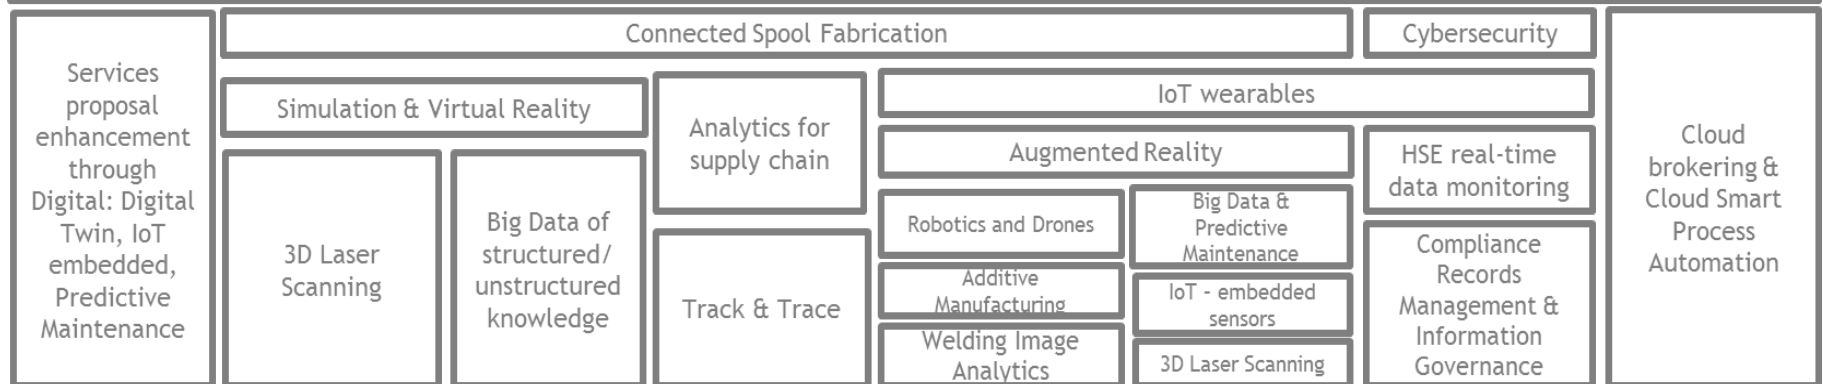 Services
proposal
enhancement
through
Digital: Digital
Twin, IoT
embedded,
Predictive
Maintenance
Connected Spool Fabrication
Cybersecurity
Simulation & Virtual Reality
3D Laser
Scanning
Big Data of
structured/
unstructured
knowledge
Analytics for
supply chain
Track & Trace
IoT wearables
Augmented Reality
Robotics and Drones
Additive
Manufacturing
Welding Image
Analytics
Big Data &
Predictive
Maintenance
IoT - embedded
sensors
3D Laser Scanning
HSE real-time
data monitoring
Compliance
Records
Management &
Information
Governance
Cloud
brokering &
Cloud Smart
Process
Automation